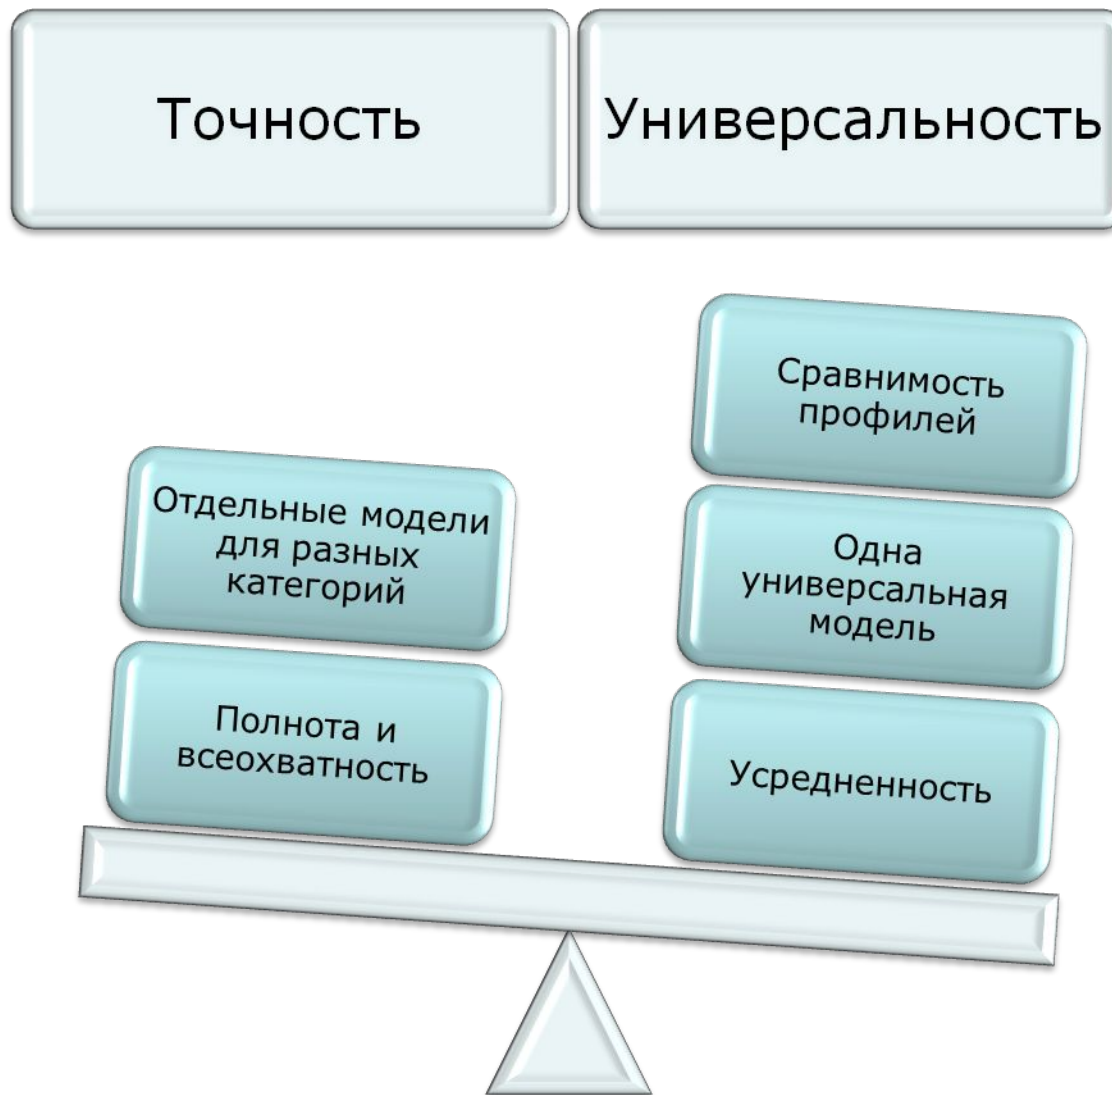 Точность
Универсальность
Сравнимость
профилей
Отдельные модели
для разных
категорий
Одна
универсальная
модель
Полнота и
всеохватность
Усредненность